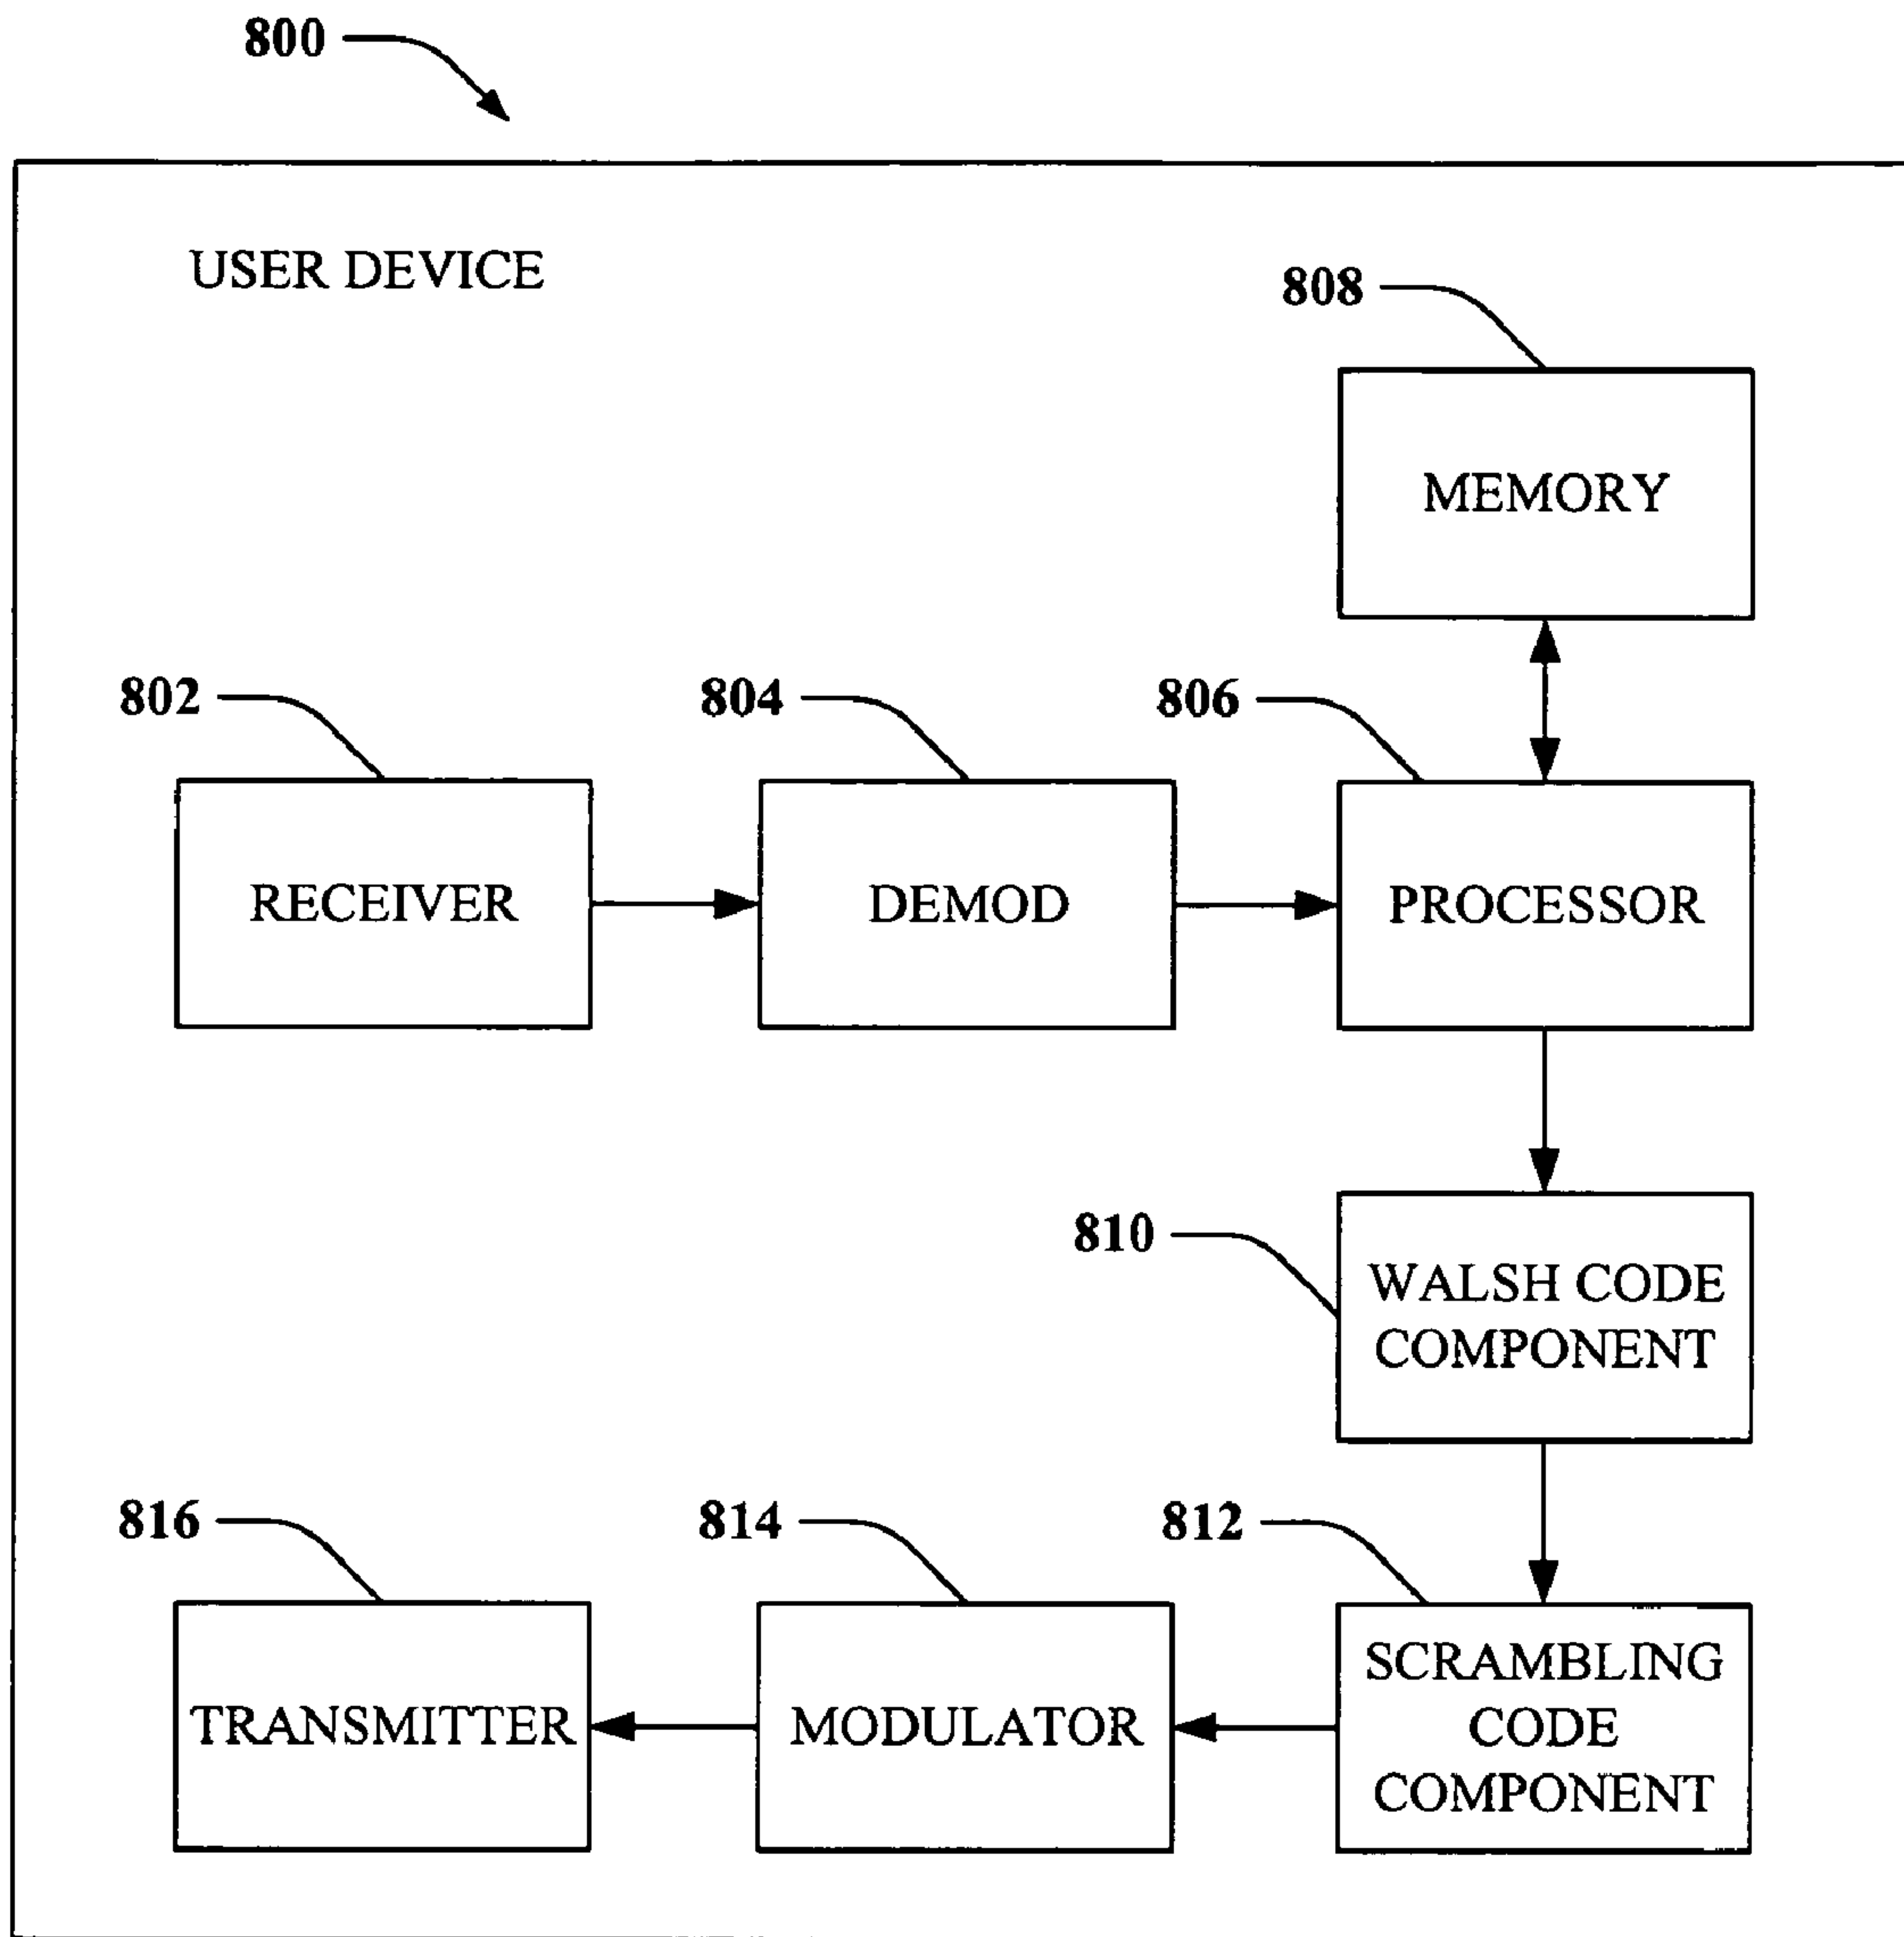 800
USER DEVICE
808
MEMORY
802
804
806
RECEIVER
DEMOD
PROCESSOR
810
WALSH CODE
COMPONENT
816
814
812
TRANSMITTER
MODULATOR
SCRAMBLING
CODE
COMPONENT